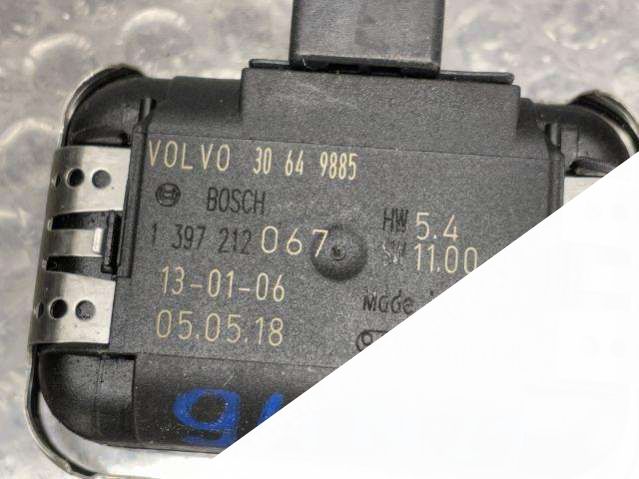 VOLVO 30 64 9885
BOSCH HW 5.4
1 397 212 067 SW 11.00
13-01-06 Made
05.05.18